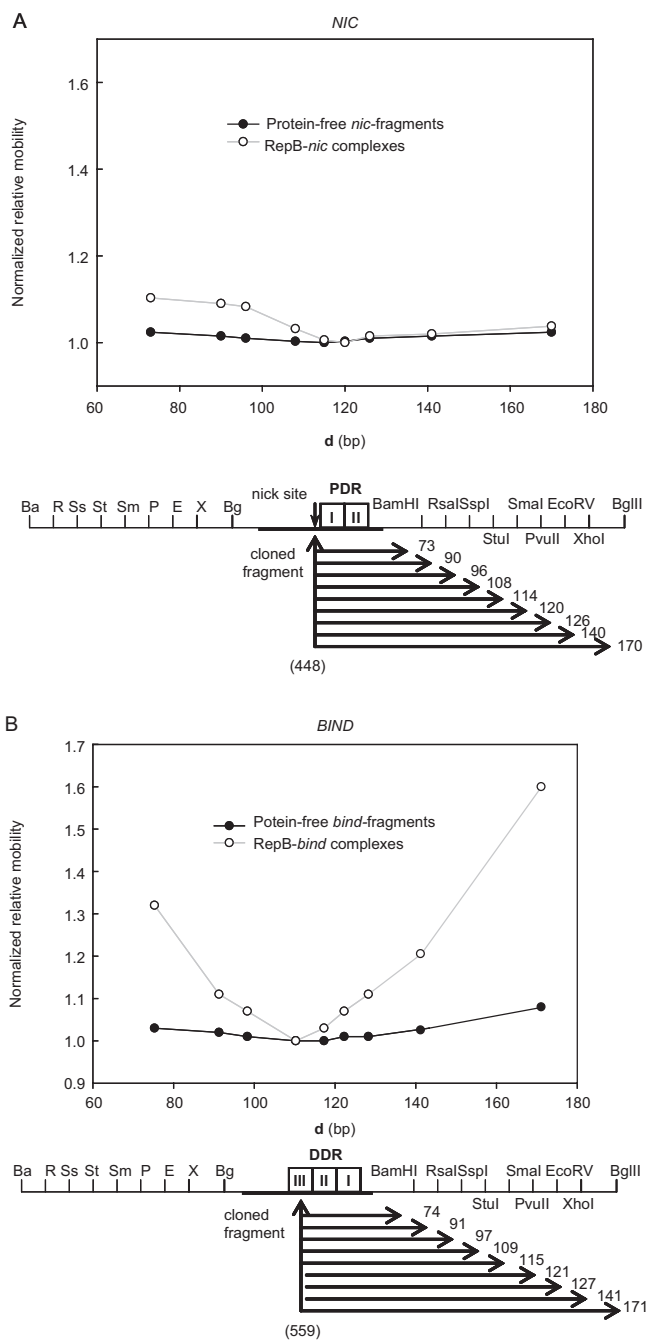 A
NIC
1.6
1.4
1.2
1.0
Normalized relative mobility
Protein-free nic-fragments
RepB-nic complexes
60 80 100 120 140 160 180
d (bp)
nick site PDR
Ba R Ss St Sm P E X Bg I II BamHI RsaI SspI SmaI EcoRV BglII
StuI PvuII XhoI
cloned fragment
73
90
96
108
114
120
126
140
170
(448)
B
BIND
1.7
1.6
1.5
1.4
1.3
1.2
1.1
1.0
0.9
Normalized relative mobility
Potein-free bind-fragments
RepB-bind complexes
60 80 100 120 140 160 180
d (bp)
DDR
Ba R Ss St Sm P E X Bg III II I BamHI RsaI SspI SmaI EcoRV BglII
StuI PvuII XhoI
cloned fragment
74
91
97
109
115
121
127
141
171
(559)